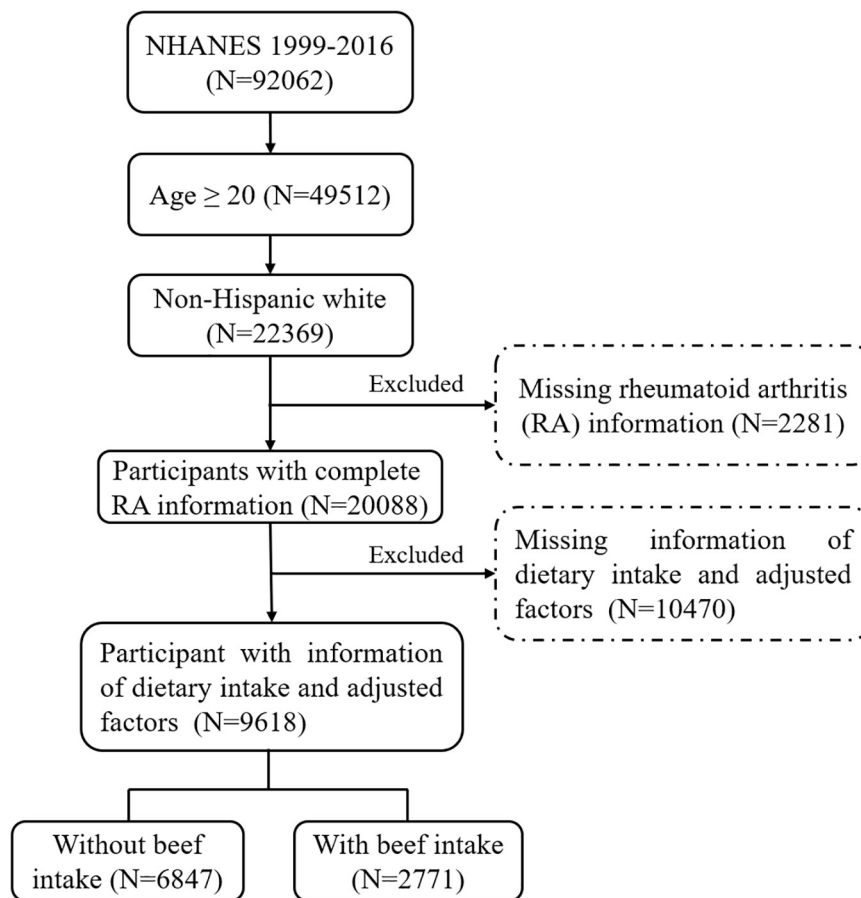 NHANES 1999-2016
(N=92062)
Age ≥ 20 (N=49512)
Non-Hispanic white
(N=22369)
Excluded
Missing rheumatoid arthritis
(RA) information (N=2281)
Participants with complete
RA information (N=20088)
Excluded
Missing information of
dietary intake and adjusted
factors (N=10470)
Participant with information
of dietary intake and adjusted
factors (N=9618)
Without beef
intake (N=6847)
With beef intake
(N=2771)